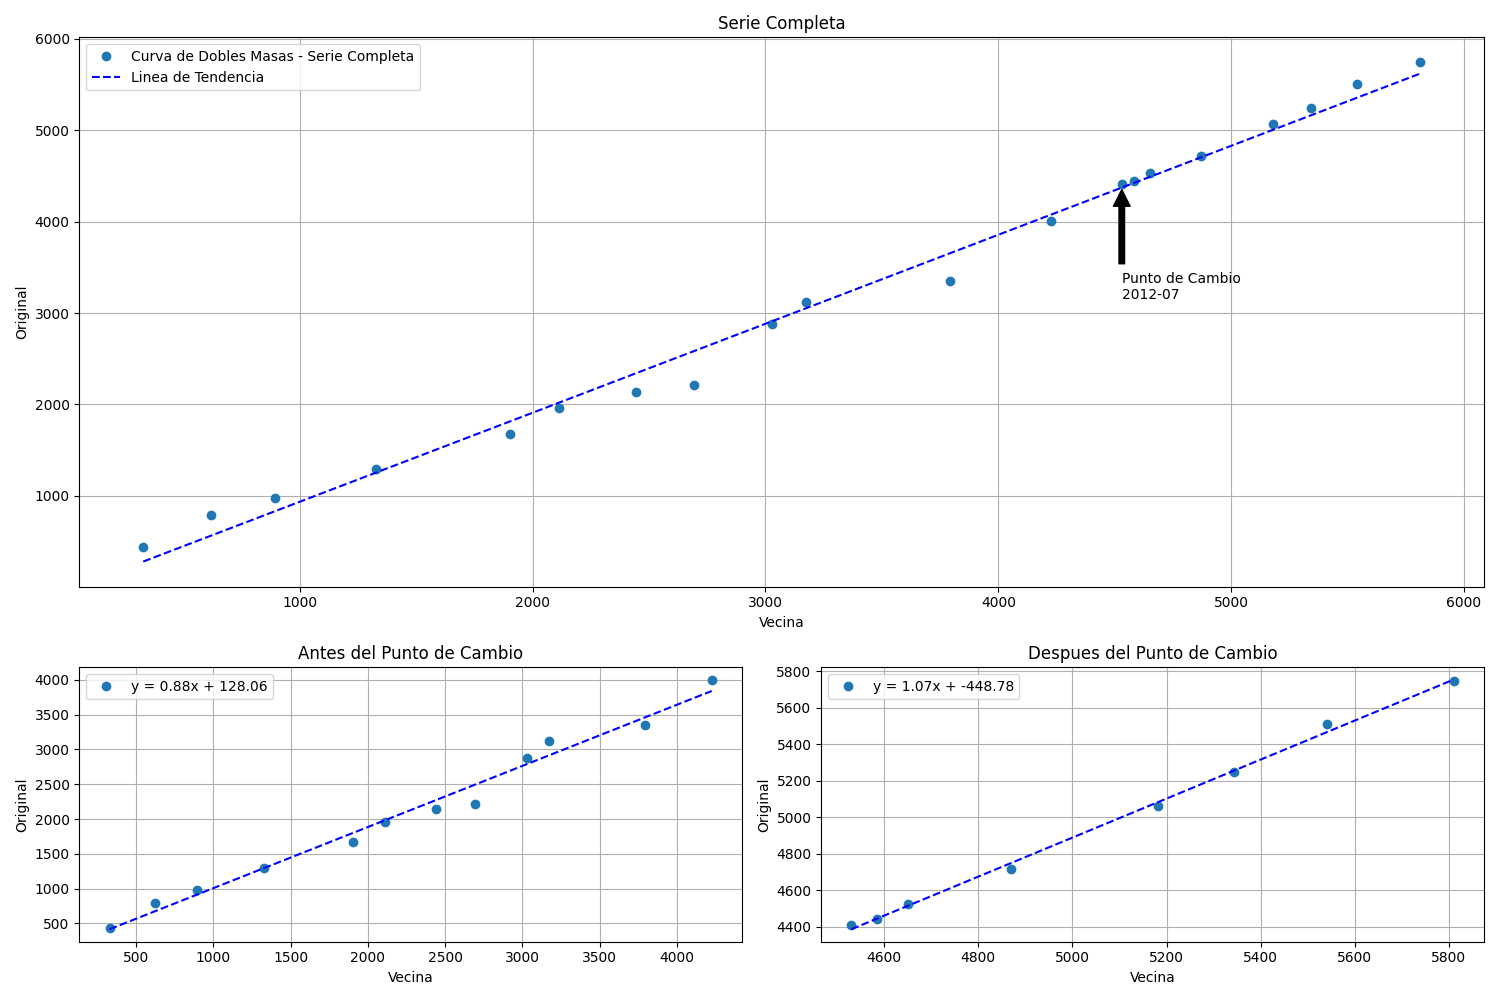 Serie Completa
Curva de Dobles Masas - Serie Completa
Linea de Tendencia
6000
5000
4000
3000
2000
1000
Original
Punto de Cambio
2012-07
1000 2000 3000 4000 5000 6000
Vecina
Antes del Punto de Cambio
y = 0.88x + 128.06
4000
3500
3000
2500
2000
1500
1000
500
Original
500 1000 1500 2000 2500 3000 3500 4000
Vecina
Despues del Punto de Cambio
y = 1.07x + -448.78
5800
5600
5400
5200
5000
4800
4600
4400
Original
4600 4800 5000 5200 5400 5600 5800
Vecina